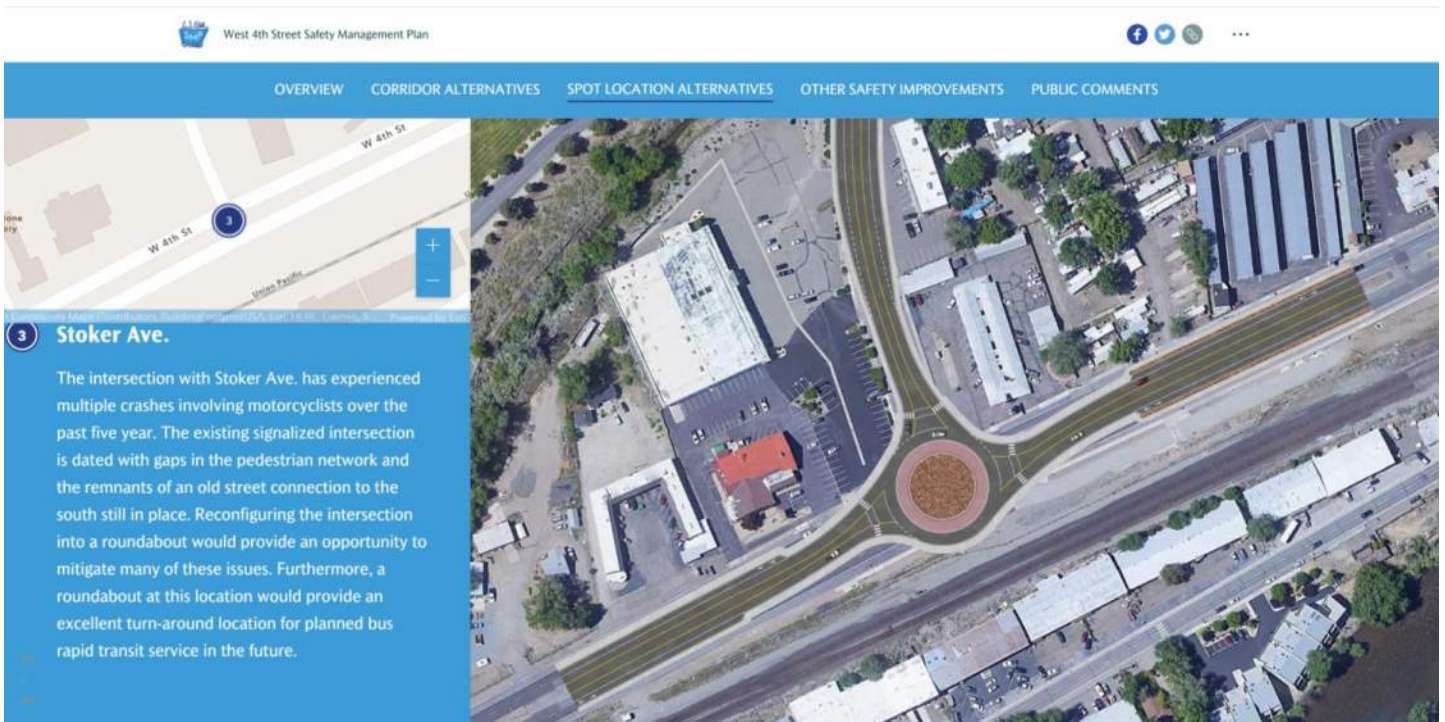 West 4th Street Safety Management Plan
OVERVIEW CORRIDOR ALTERNATIVES SPOT LOCATION ALTERNATIVES OTHER SAFETY IMPROVEMENTS PUBLIC COMMENTS
W 4th St
3
W 4th St
+
−
Union Pacific
3 Stoker Ave.
The intersection with Stoker Ave. has experienced
multiple crashes involving motorcyclists over the
past five year. The existing signalized intersection
is dated with gaps in the pedestrian network and
the remnants of an old street connection to the
south still in place. Reconfiguring the intersection
into a roundabout would provide an opportunity to
mitigate many of these issues. Furthermore, a
roundabout at this location would provide an
excellent turn-around location for planned bus
rapid transit service in the future.